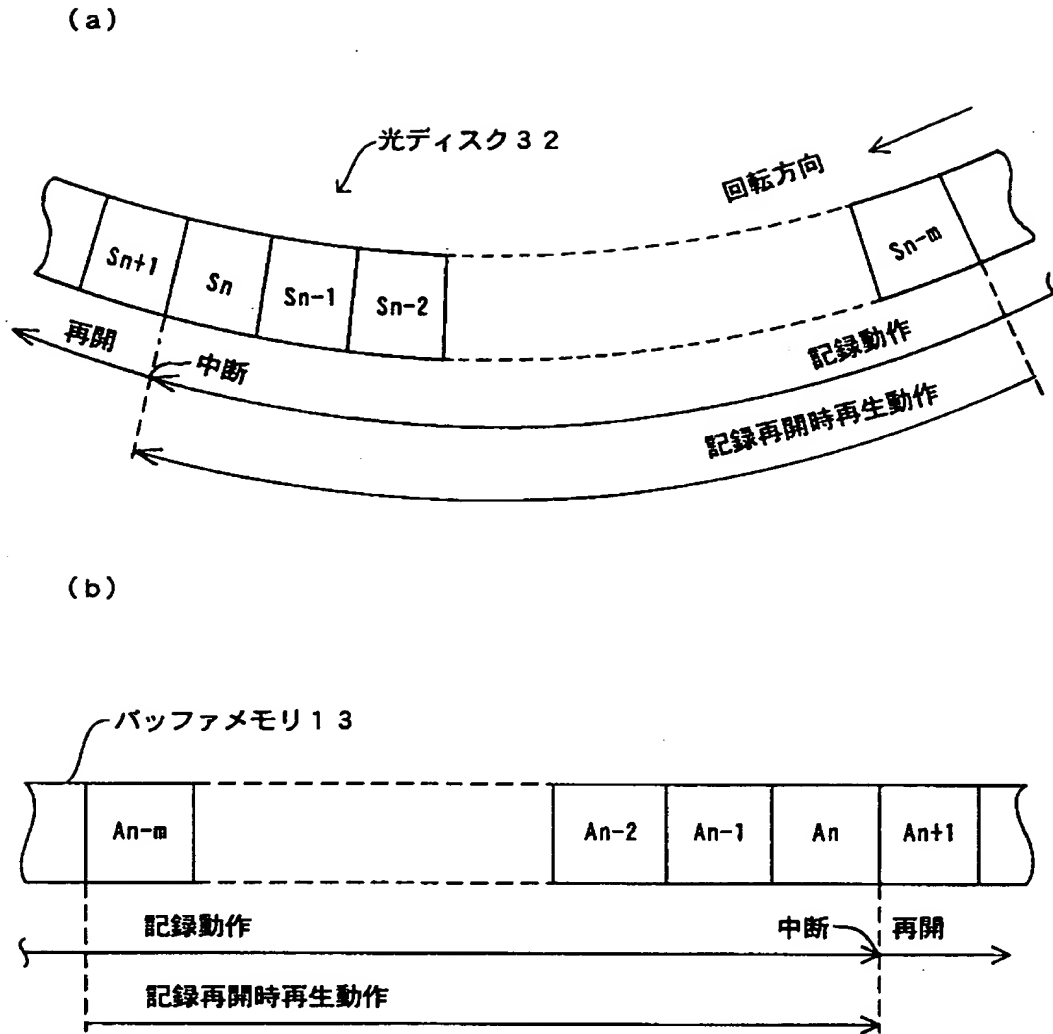 (a)
光ディスク32
回転方向
Sn+1
Sn
Sn-1
Sn-2
Sn-m
再開
中断
記録動作
記録再開時再生動作
(b)
バッファメモリ13
An-m
An-2
An-1
An
An+1
記録動作
中断
再開
記録再開時再生動作